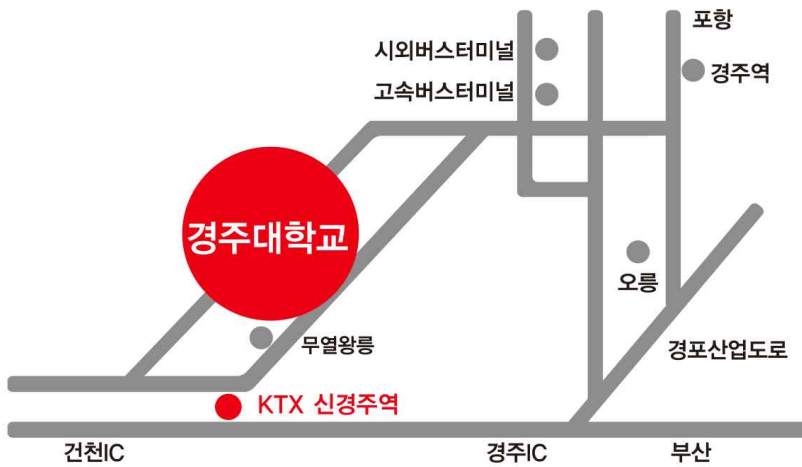 포항
시외버스터미널
경주역
고속버스터미널
경주대학교
오릉
무열왕릉
경포산업도로
KTX 신경주역
건천IC
경주IC
부산